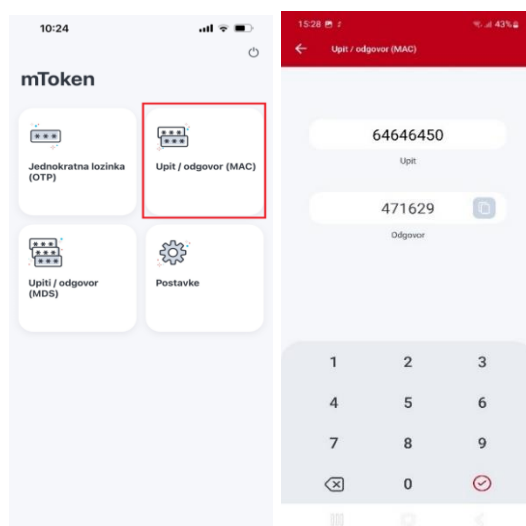 10:24
mToken
Jednokratna lozinka
(OTP)
Upit / odgovor (MAC)
Upiti / odgovor
(MDS)
Postavke
15:28
43%
Upit / odgovor (MAC)
64646450
Upit
471629
Odgovor
1 2 3
4 5 6
7 8 9
0